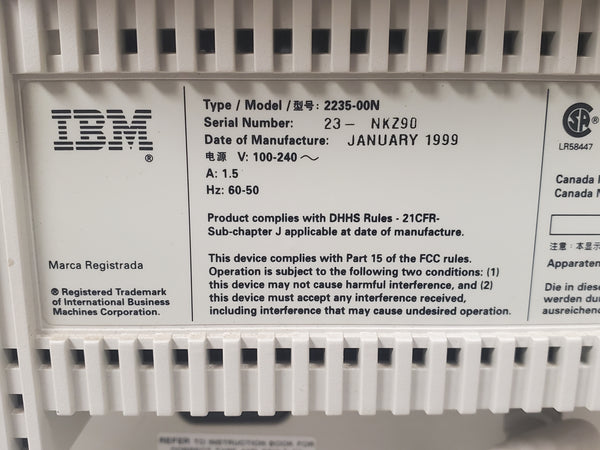 IBM
®
Marca Registrada
® Registered Trademark
of International Business
Machines Corporation.
Type / Model / 型号: 2235-00N
Serial Number: 23- NKZ90
Date of Manufacture: JANUARY 1999
电源 V: 100-240 ～
A: 1.5
Hz: 60-50
Product complies with DHHS Rules - 21CFR-
Sub-chapter J applicable at date of manufacture.
This device complies with Part 15 of the FCC rules.
Operation is subject to the following two conditions: (1)
this device may not cause harmful interference, and (2)
this device must accept any interference received,
including interference that may cause undesired operation.
®
LR58447
Canada
Canada
注意: 本显示
Apparaten
Die in diese
werden du
ausreichen
REFER TO INSTRUCTION BOOK FOR